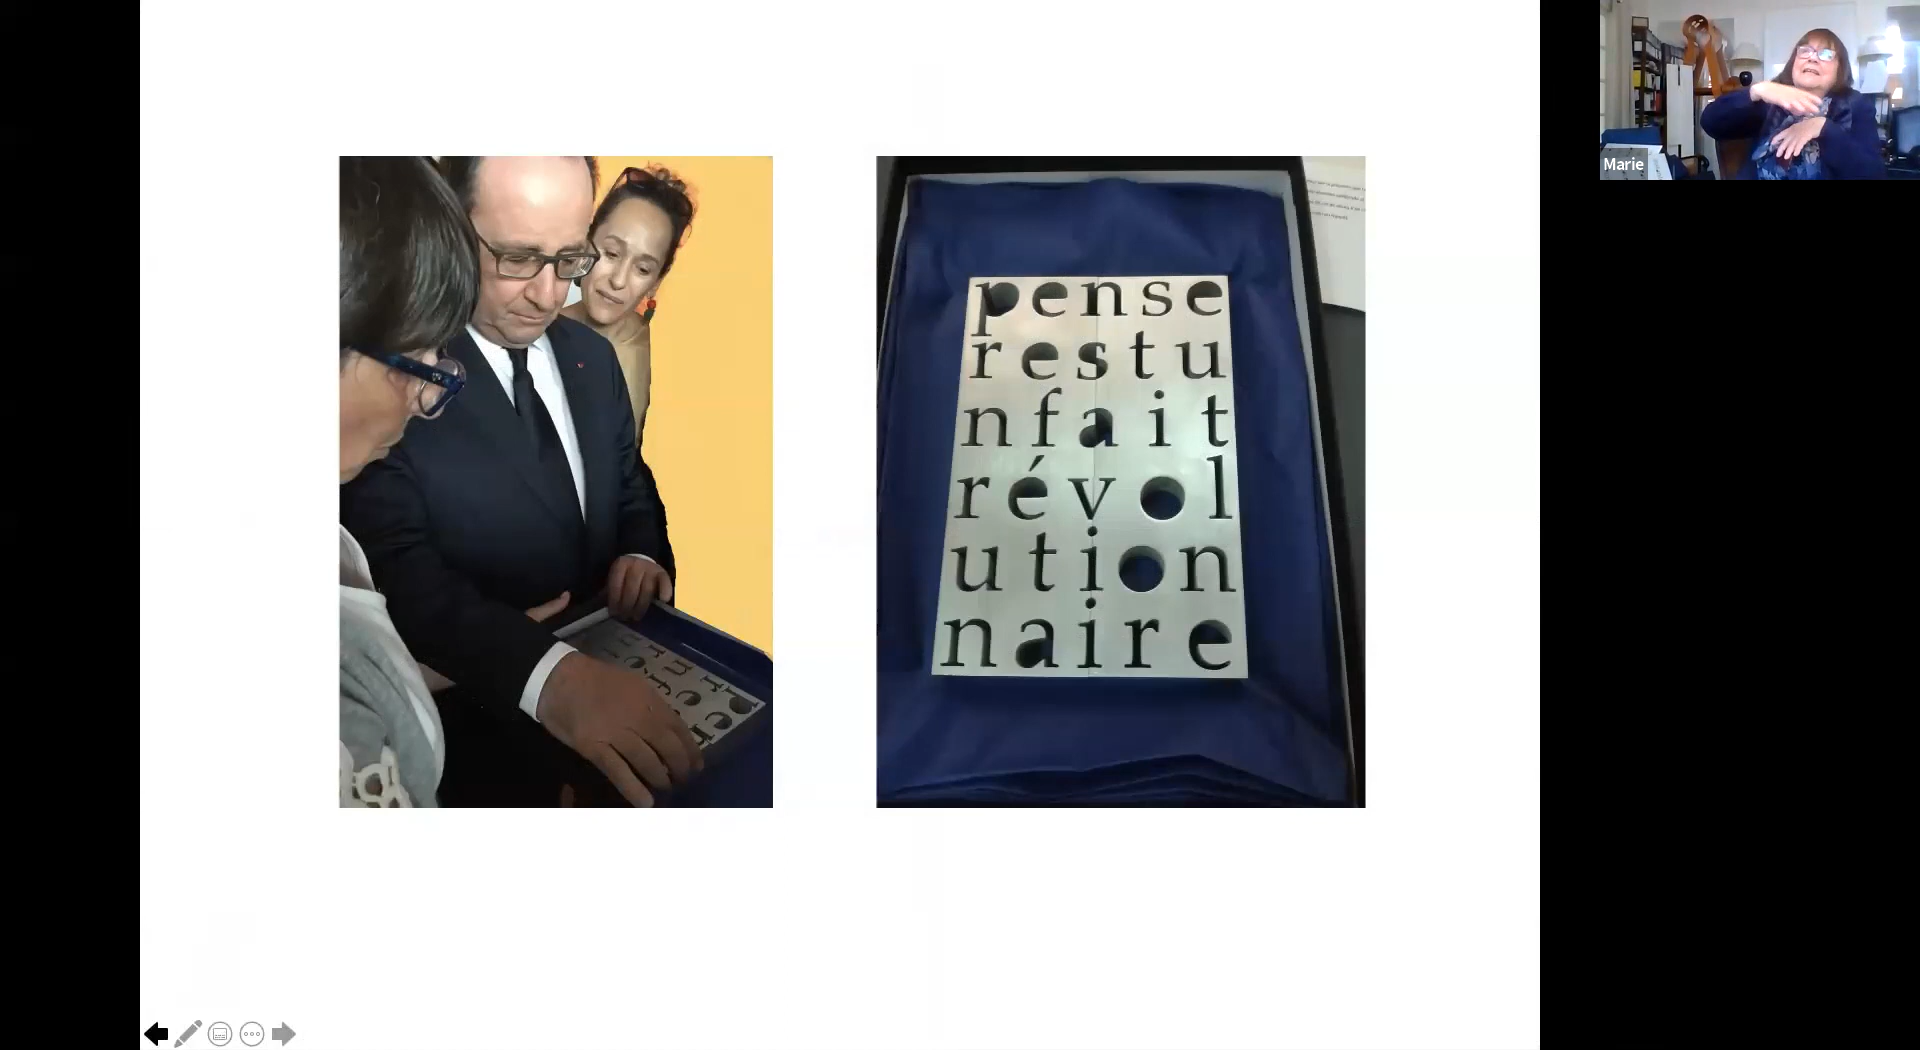 pense
restu
nfait
révol
ution
naire
Marie